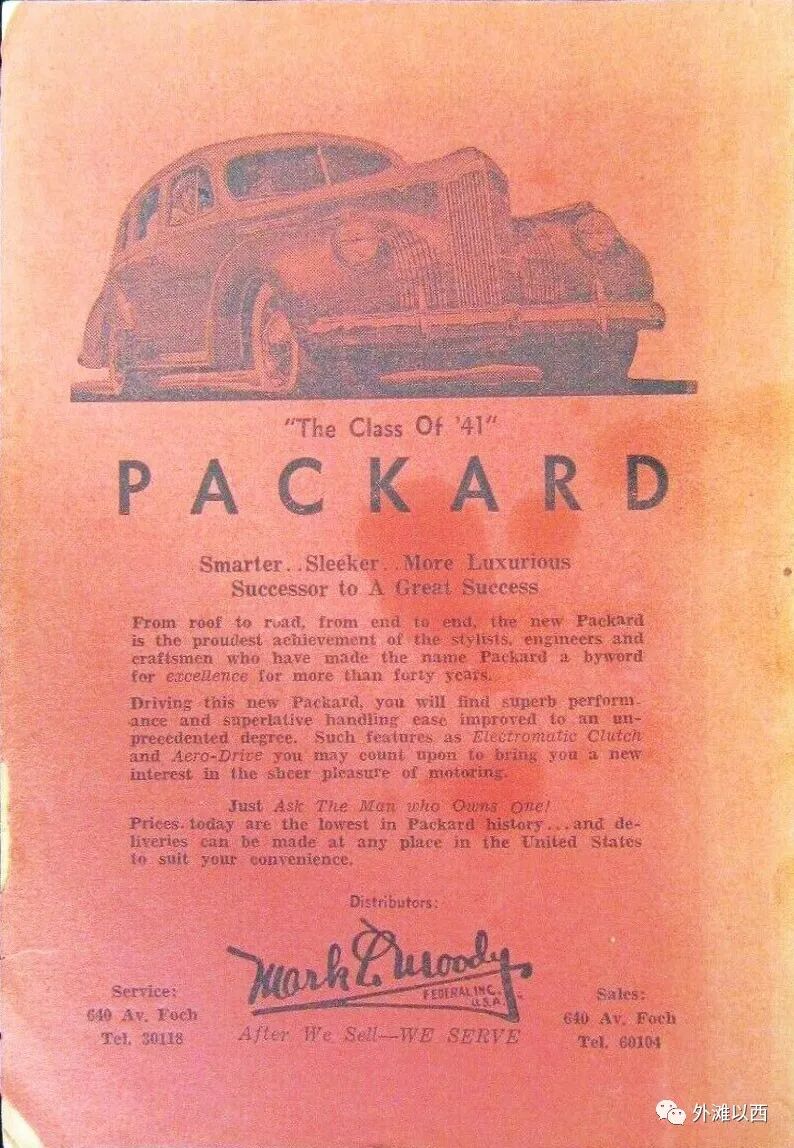 "The Class Of '41"
PACKARD
Smarter..Sleeker..More Luxurious
Successor to A Great Success
From roof to road, from end to end, the new Packard
is the proudest achievement of the stylists, engineers and
craftsmen who have made the name Packard a byword
for excellence for more than forty years.
Driving this new Packard, you will find superb perform-
ance and superlative handling ease improved to an un-
precedented degree. Such features as Electromatic Clutch
and Aero-Drive you may count upon to bring you a new
interest in the sheer pleasure of motoring.
Just Ask The Man who Owns One!
Prices today are the lowest in Packard history...and de-
liveries can be made at any place in the United States
to suit your convenience.
Distributors:
Mark L. Moody
FEDERAL INC.
U.S.A.
After We Sell—WE SERVE
Service:
640 Av. Foch
Tel. 30118
Sales:
640 Av. Foch
Tel. 60104
外滩以西